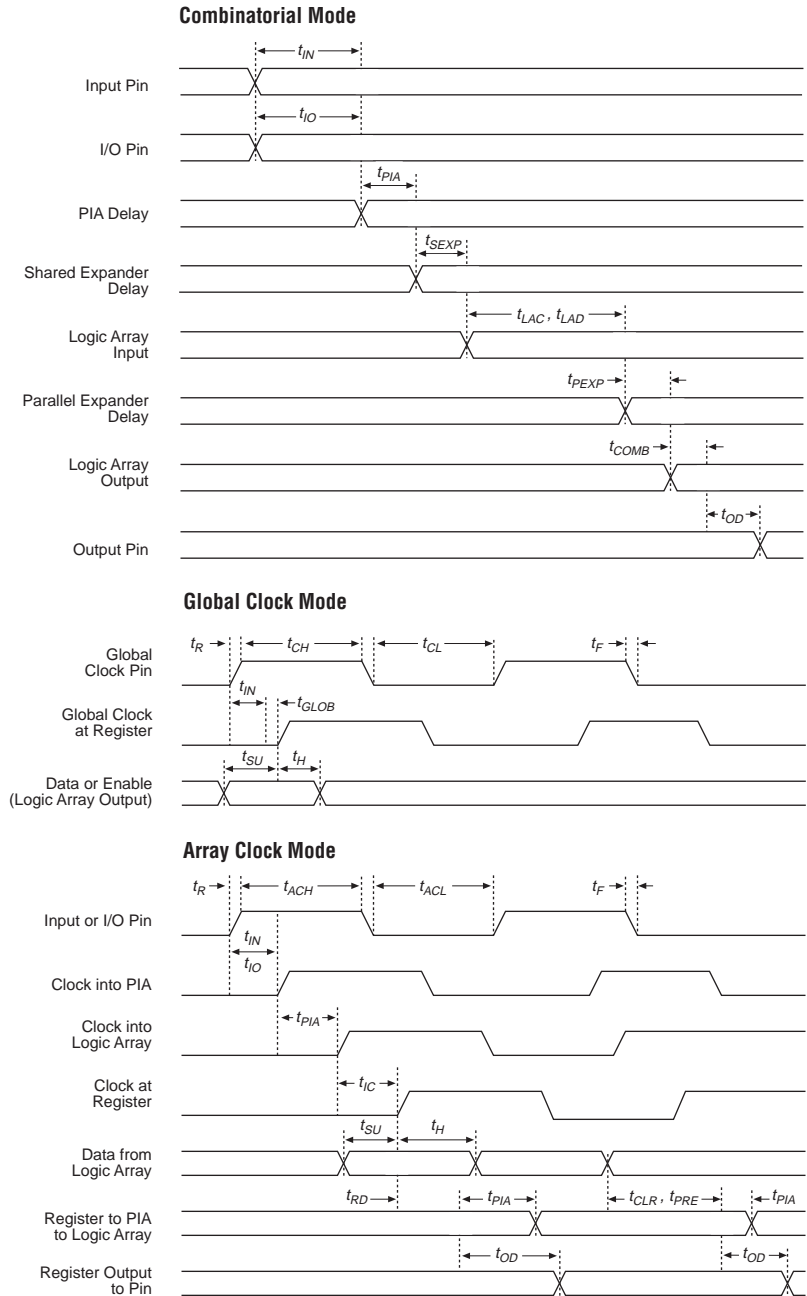 Combinatorial Mode
tIN
Input Pin
tIO
I/O Pin
tPIA
PIA Delay
tSEXP
Shared Expander
Delay
tLAC , tLAD
Logic Array
Input
tPEXP
Parallel Expander
Delay
tCOMB
Logic Array
Output
tOD
Output Pin
Global Clock Mode
tR tCH tCL tF
Global
Clock Pin
tIN
tGLOB
Global Clock
at Register
tSU tH
Data or Enable
(Logic Array Output)
Array Clock Mode
tR tACH tACL tF
Input or I/O Pin
tIN
tIO
Clock into PIA
tPIA
Clock into
Logic Array
tIC
Clock at
Register
tSU tH
Data from
Logic Array
tRD tPIA tCLR , tPRE tPIA
Register to PIA
to Logic Array
tOD tOD
Register Output
to Pin